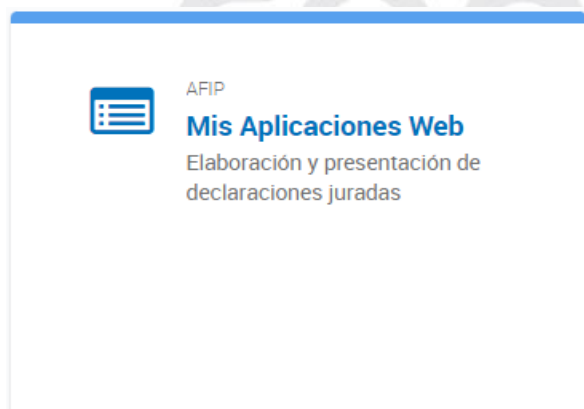 AFIP
Mis Aplicaciones Web
Elaboración y presentación de
declaraciones juradas